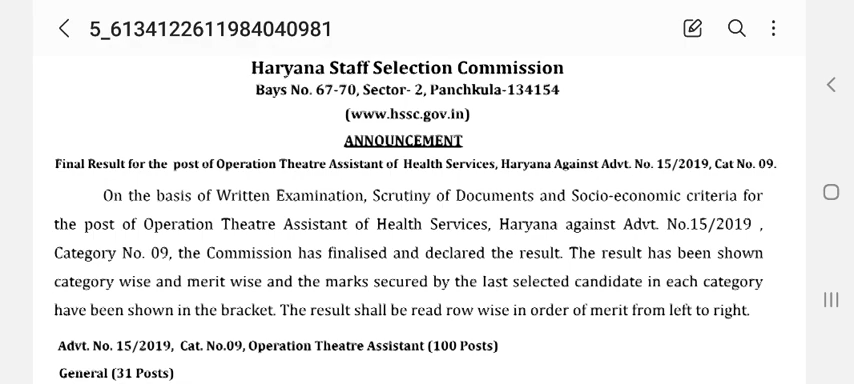 5_6134122611984040981
Haryana Staff Selection Commission
Bays No. 67-70, Sector- 2, Panchkula-134154
(www.hssc.gov.in)
ANNOUNCEMENT
Final Result for the post of Operation Theatre Assistant of Health Services, Haryana Against Advt. No. 15/2019, Cat No. 09.
On the basis of Written Examination, Scrutiny of Documents and Socio-economic criteria for
the post of Operation Theatre Assistant of Health Services, Haryana against Advt. No.15/2019 ,
Category No. 09, the Commission has finalised and declared the result. The result has been shown
category wise and merit wise and the marks secured by the last selected candidate in each category
have been shown in the bracket. The result shall be read row wise in order of merit from left to right.
Advt. No. 15/2019, Cat. No.09, Operation Theatre Assistant (100 Posts)
General (31 Posts)